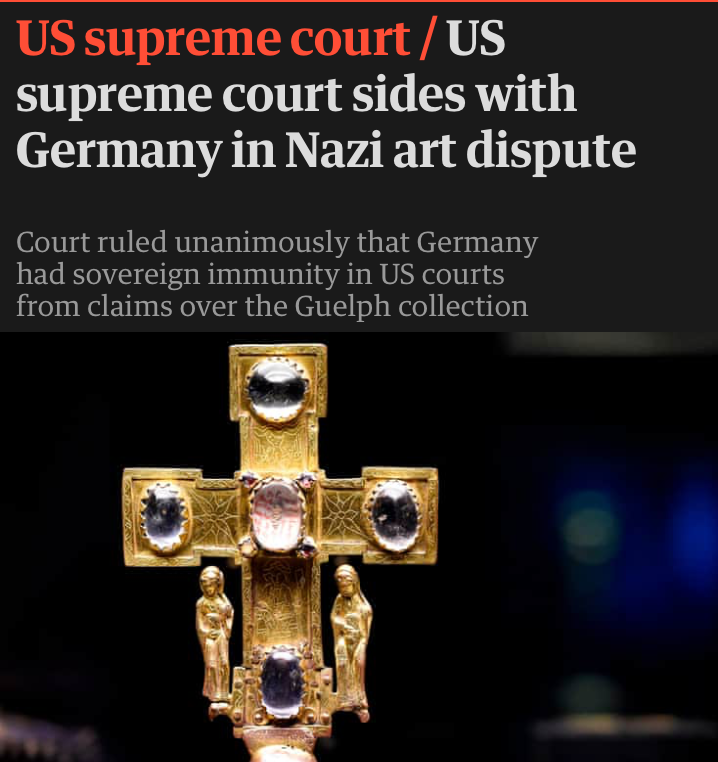 US supreme court / US
supreme court sides with
Germany in Nazi art dispute
Court ruled unanimously that Germany
had sovereign immunity in US courts
from claims over the Guelph collection